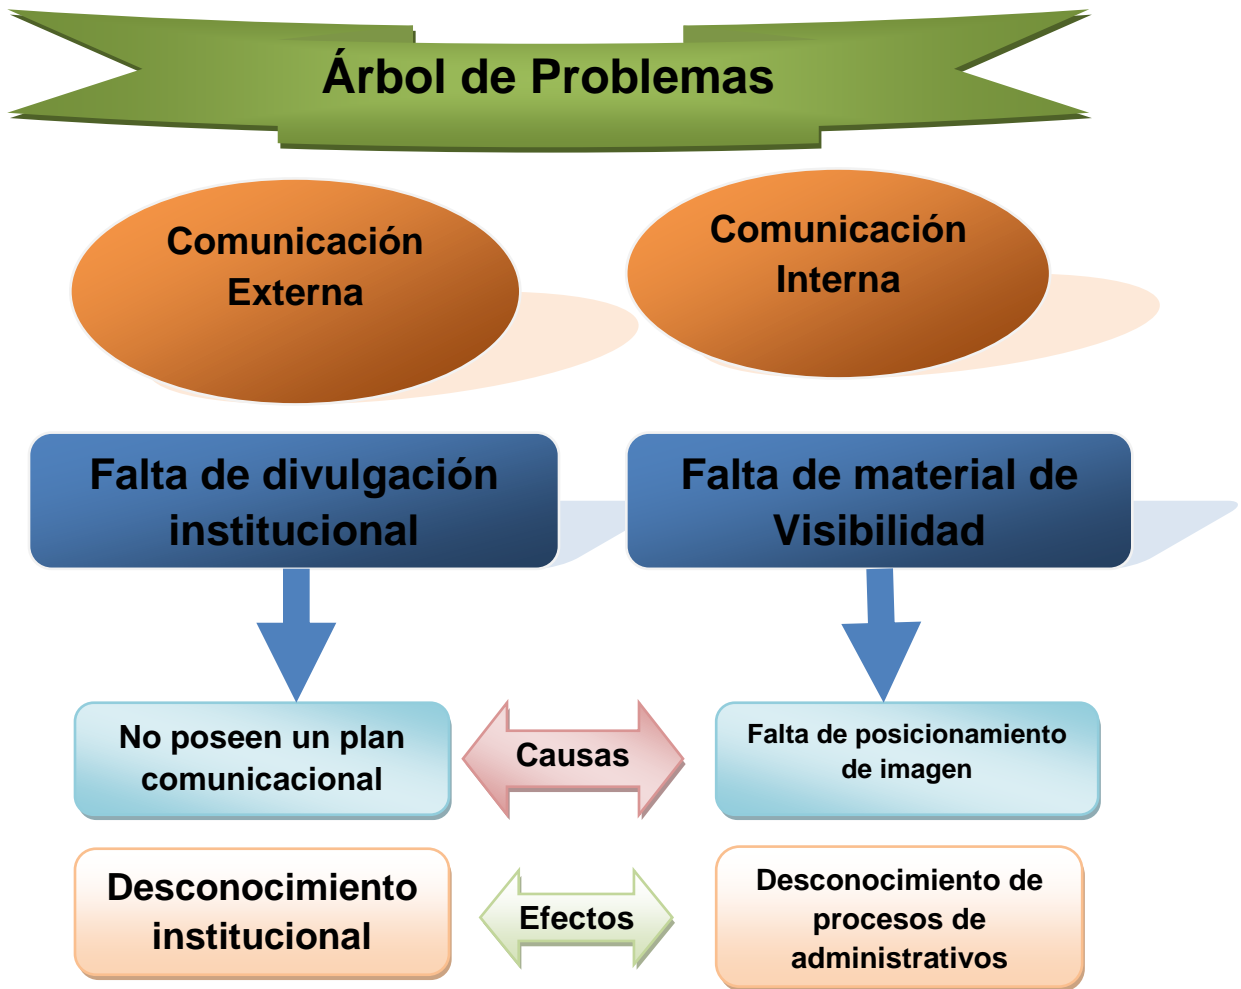 Árbol de Problemas
Comunicación
Externa
Comunicación
Interna
Falta de divulgación
institucional
Falta de material de
Visibilidad
No poseen un plan
comunicacional
Causas
Falta de posicionamiento
de imagen
Desconocimiento
institucional
Efectos
Desconocimiento de
procesos de
administrativos